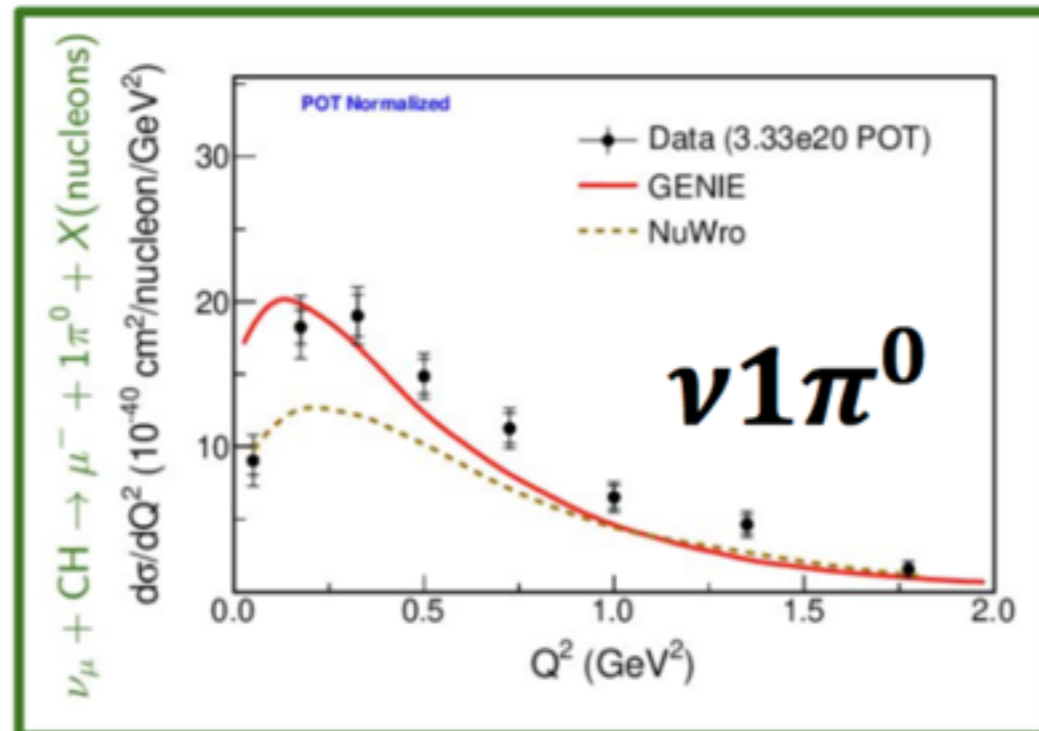 ν_μ + CH → μ⁻ + 1π⁰ + X(nucleons)
dσ/dQ² (10⁻⁴⁰ cm²/nucleon/GeV²)
POT Normalized
Data (3.33e20 POT)
GENIE
NuWro
ν1π⁰
30
20
10
0.0 0.5 1.0 1.5 2.0
Q² (GeV²)